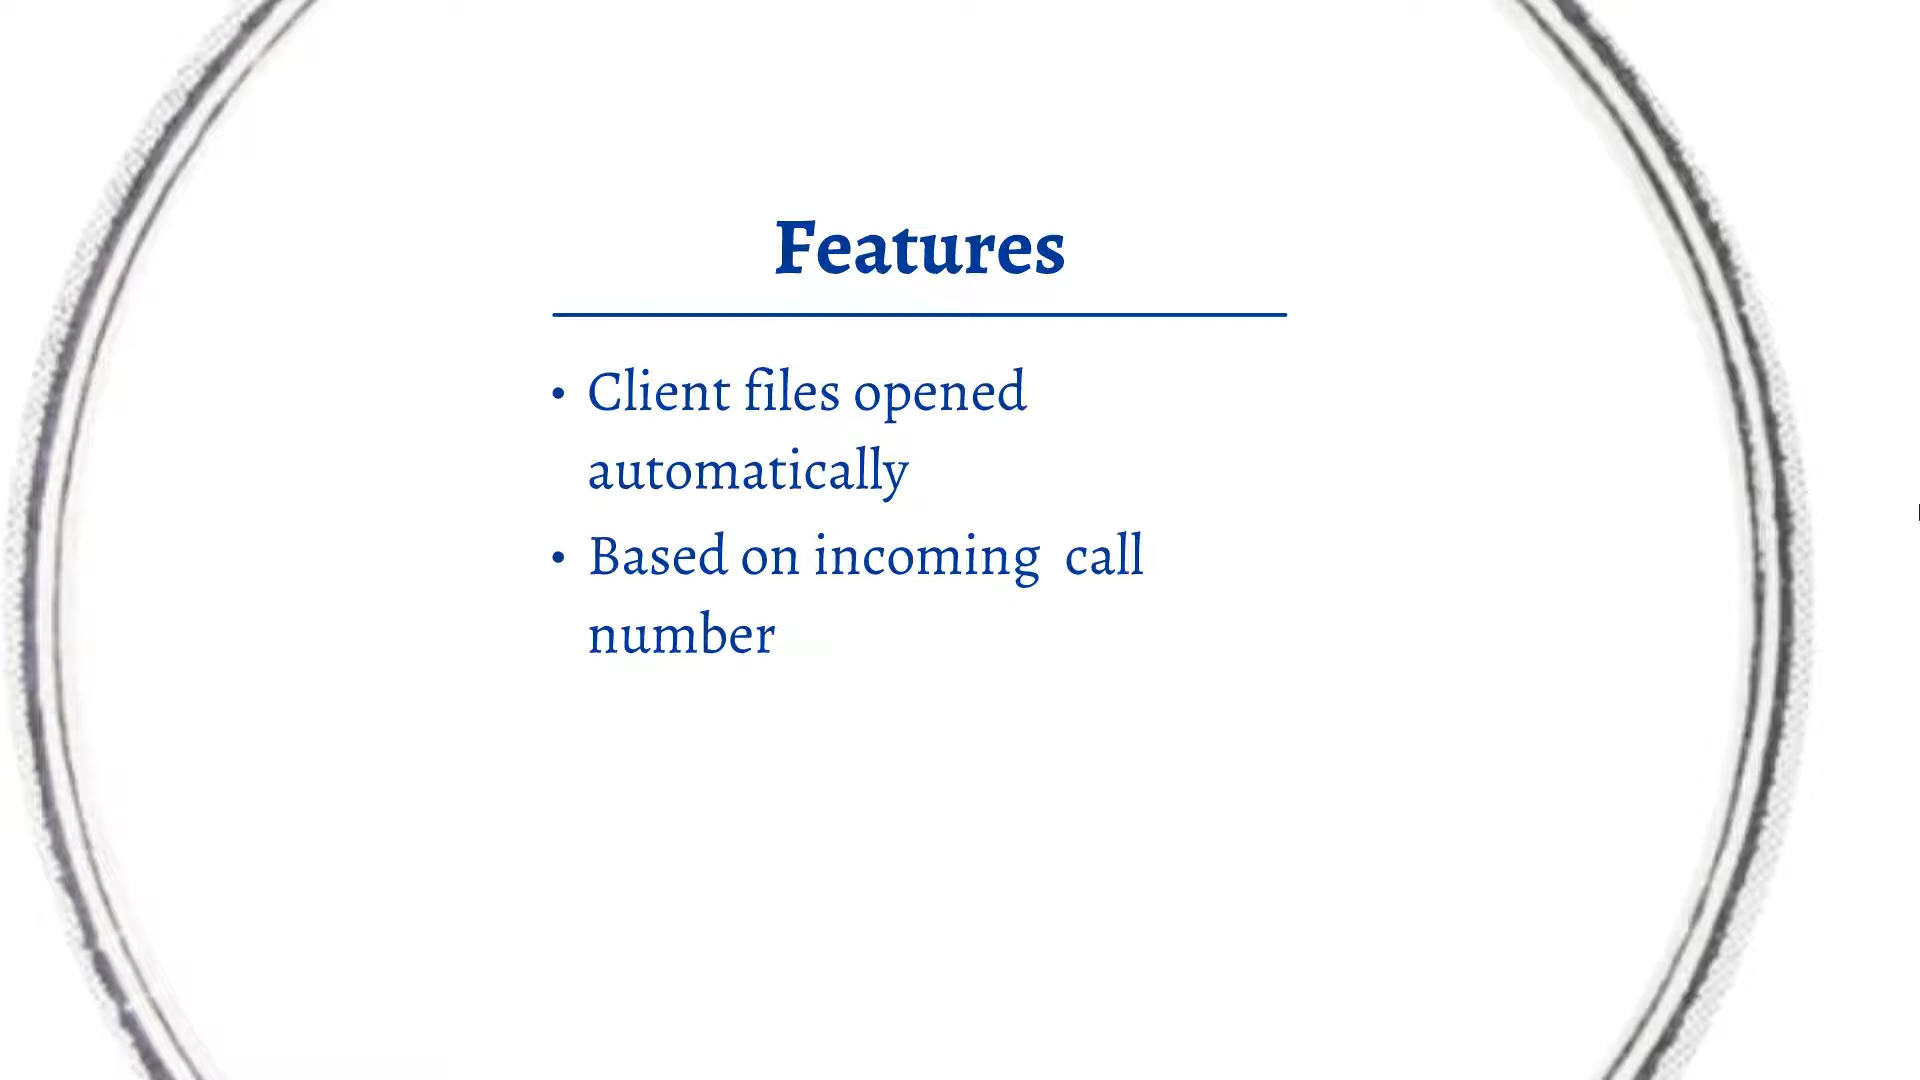 Features
• Client files opened
automatically
• Based on incoming  call
number